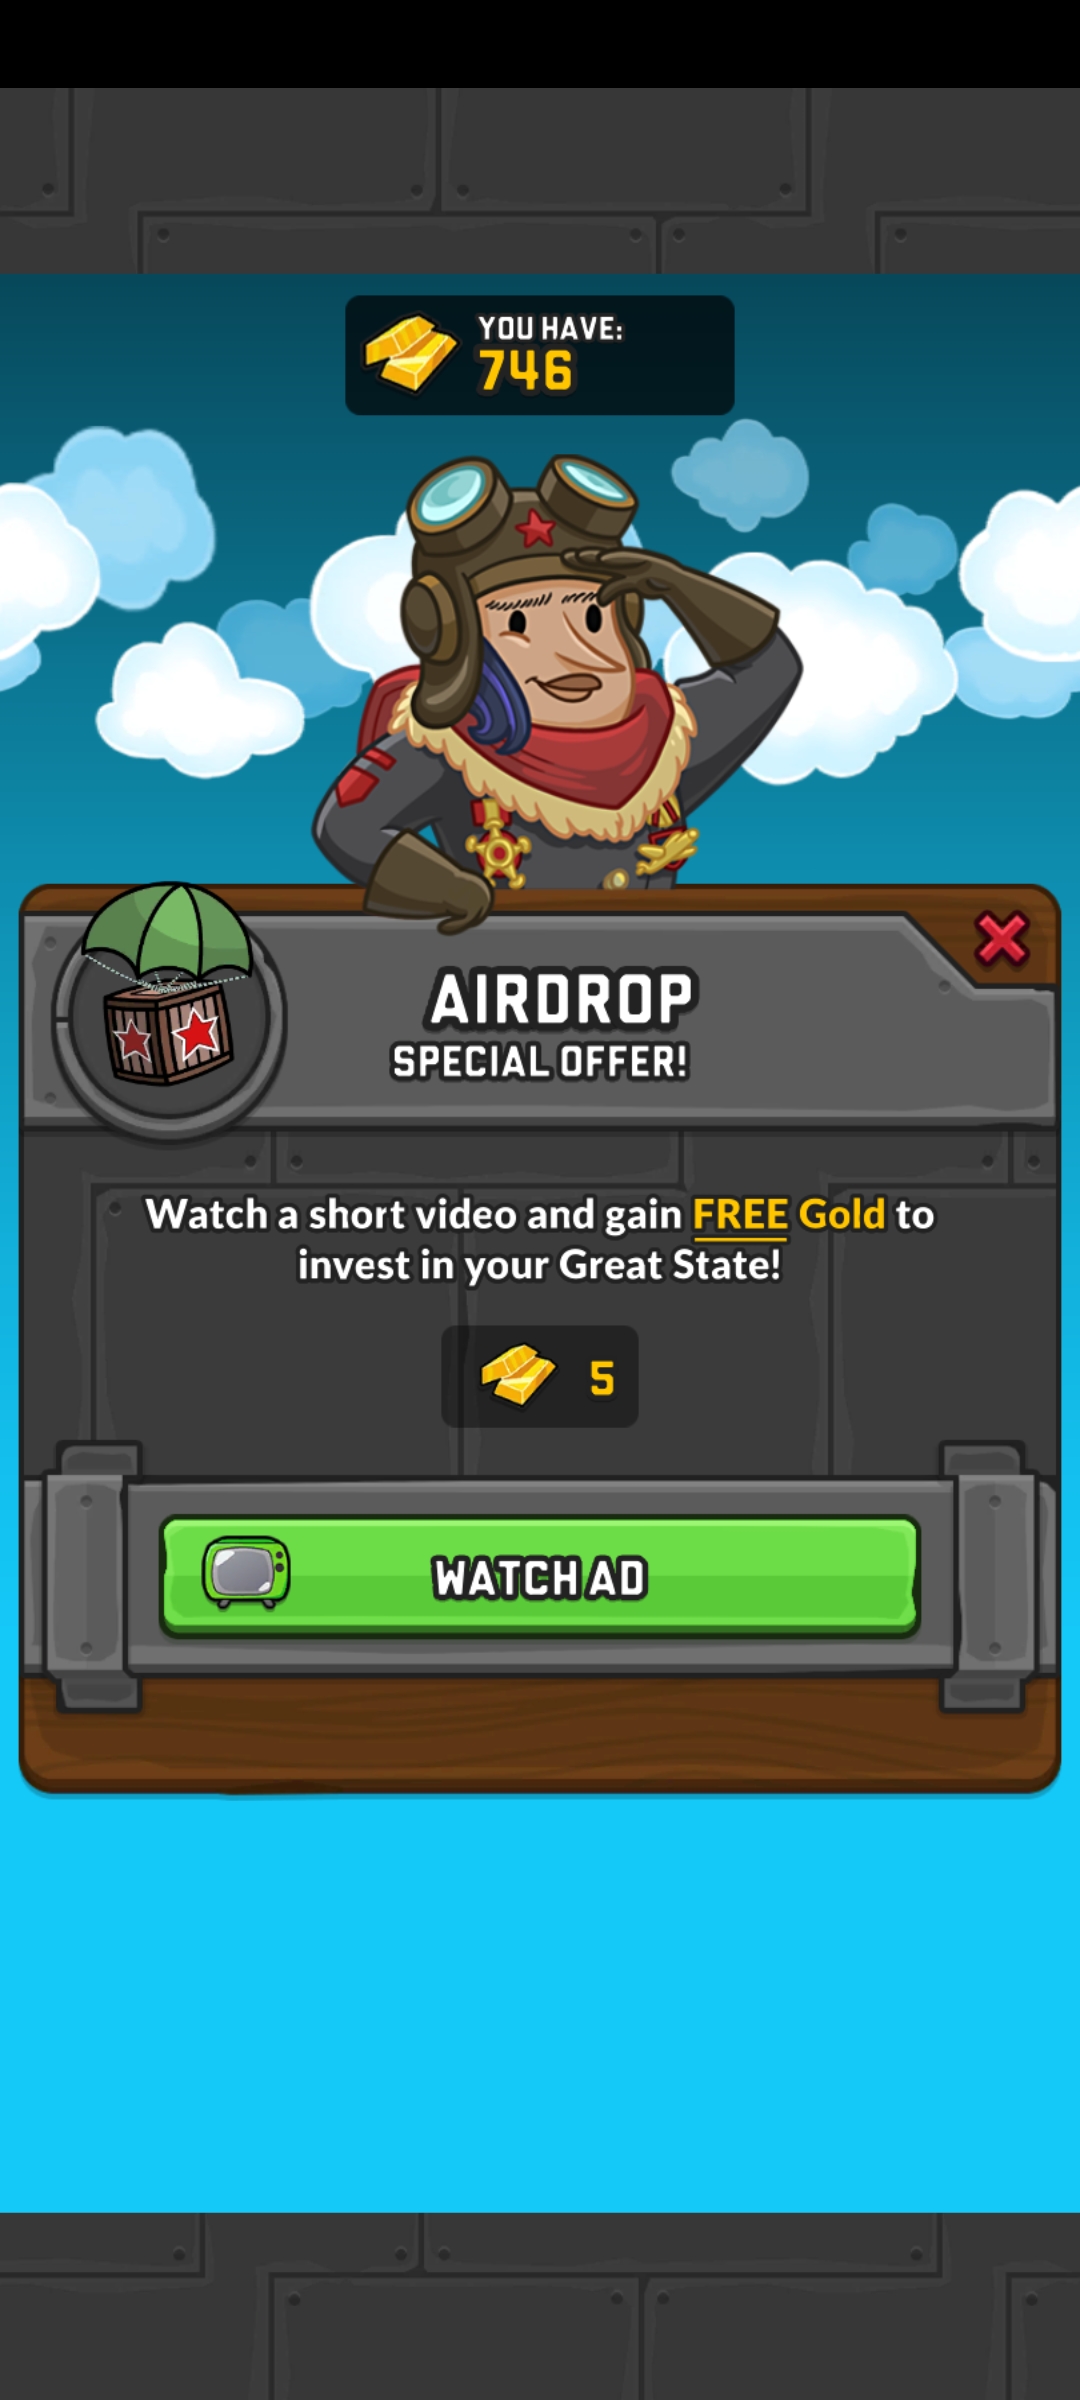 YOU HAVE:
746
AIRDROP
SPECIAL OFFER!
Watch a short video and gain FREE Gold to
invest in your Great State!
5
WATCH AD